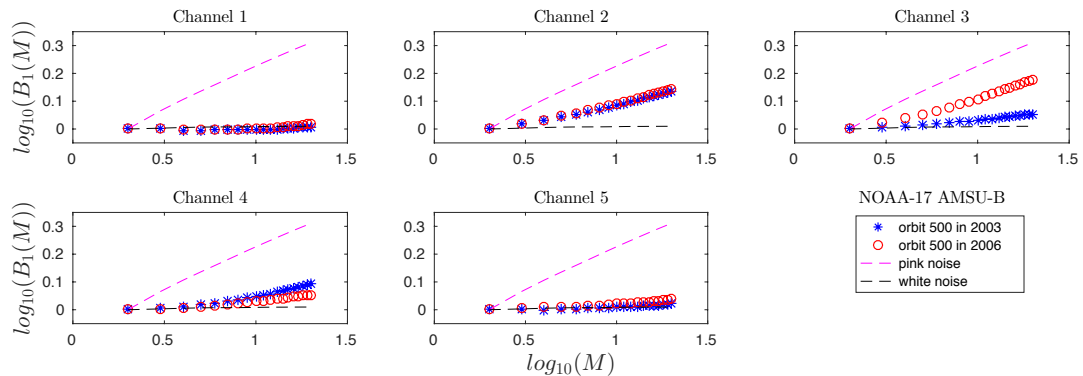 Channel 1
Channel 2
Channel 3
log10(B1(M))
0.3
0.2
0.1
0
0 0.5 1 1.5
0.3
0.2
0.1
0
0 0.5 1 1.5
0.3
0.2
0.1
0
0 0.5 1 1.5
Channel 4
Channel 5
NOAA-17 AMSU-B
log10(B1(M))
0.3
0.2
0.1
0
0 0.5 1 1.5
0.3
0.2
0.1
0
0 0.5 1 1.5
orbit 500 in 2003
orbit 500 in 2006
pink noise
white noise
log10(M)